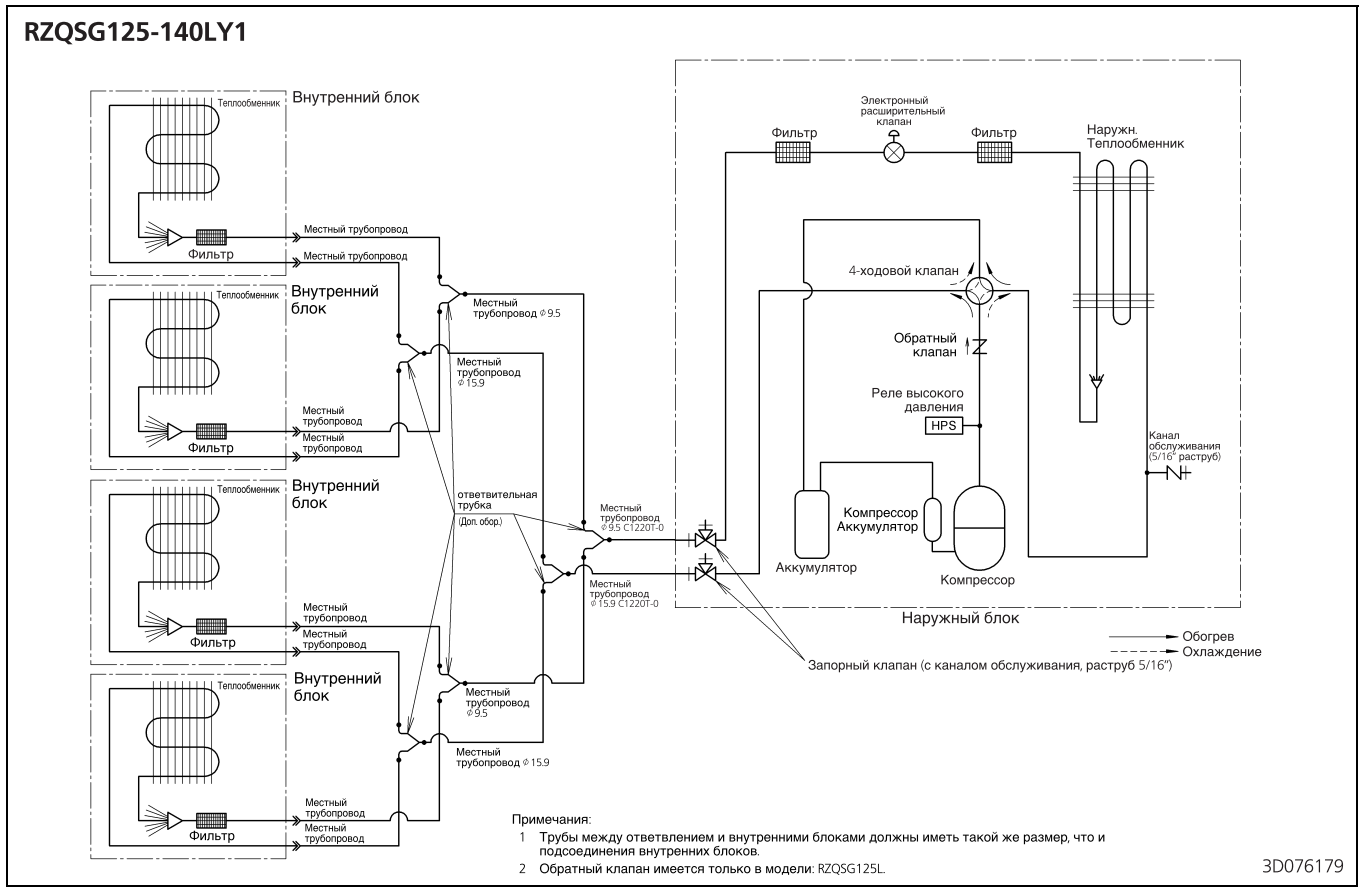 RZQSG125-140LY1
Теплообменник
Внутренний блок
Фильтр
Местный трубопровод
Местный трубопровод
Теплообменник
Внутренний
блок
Фильтр
Местный
трубопровод
Местный
трубопровод
Теплообменник
Внутренний
блок
Фильтр
Местный
трубопровод
Местный
трубопровод
Теплообменник
Внутренний
блок
Фильтр
Местный
трубопровод
Местный
трубопровод
Местный
трубопровод ⌀ 9.5
Местный
трубопровод
⌀ 15.9
ответвительная
трубка
(Доп. обор.)
Местный
трубопровод
⌀ 9.5 C1220T-0
Местный
трубопровод
⌀ 15.9 C1220T-0
Местный
трубопровод
⌀ 9.5
Местный
трубопровод ⌀ 15.9
Фильтр
Электронный
расширительный
клапан
Фильтр
Наружн.
Теплообменник
4-ходовой клапан
Обратный
клапан
Реле высокого
давления
HPS
Канал
обслуживания
(5/16" раструб)
Компрессор
Аккумулятор
Аккумулятор
Компрессор
Наружный блок
Обогрев
Охлаждение
Запорный клапан (с каналом обслуживания, раструб 5/16")
Примечания:
1 Трубы между ответвлением и внутренними блоками должны иметь такой же размер, что и
подсоединения внутренних блоков.
2 Обратный клапан имеется только в модели: RZQSG125L.
3D076179